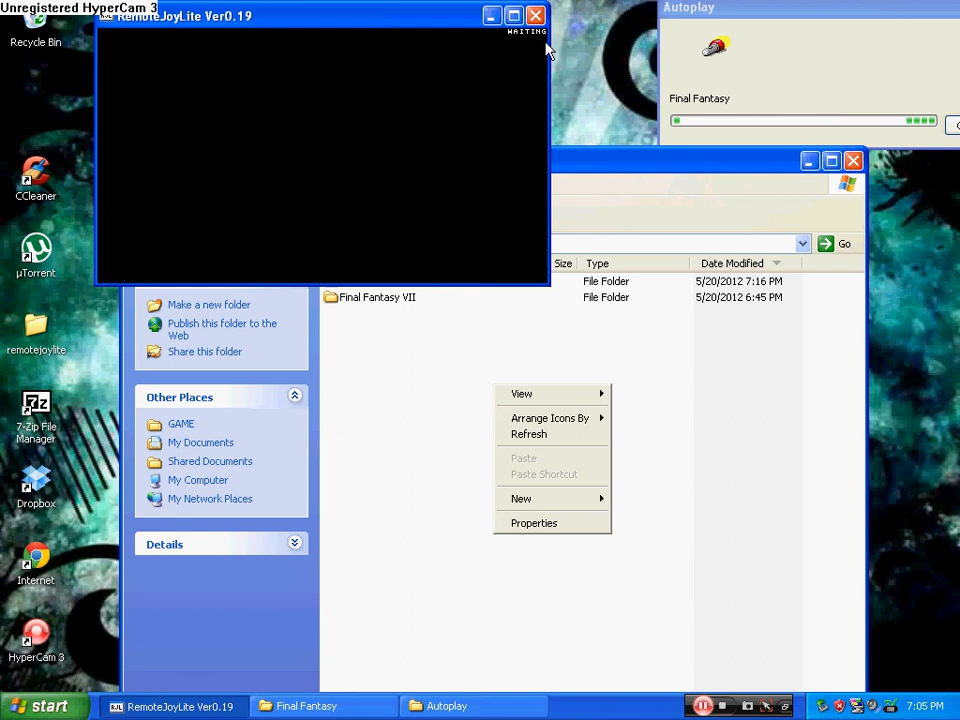 Unregistered HyperCam 3
RemoteJoyLite Ver0.19
WAITING
Autoplay
Final Fantasy
Recycle Bin
CCleaner
µTorrent
remotejoylite
7-Zip File
Manager
Dropbox
Internet
HyperCam 3
Go
Size
Type
Date Modified
File Folder
5/20/2012 7:16 PM
Final Fantasy VII
File Folder
5/20/2012 6:45 PM
Make a new folder
Publish this folder to the
Web
Share this folder
Other Places
GAME
My Documents
Shared Documents
My Computer
My Network Places
Details
View
Arrange Icons By
Refresh
Paste
Paste Shortcut
New
Properties
start
RJL
RemoteJoyLite Ver0.19
Final Fantasy
Autoplay
7:05 PM